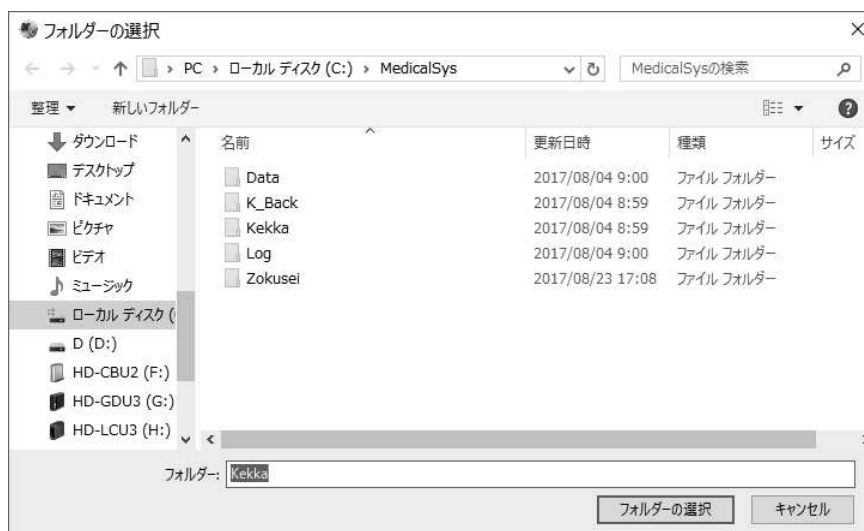 フォルダーの選択
PC › ローカル ディスク (C:) › MedicalSys
MedicalSysの検索
整理 新しいフォルダー
名前 更新日時 種類 サイズ
ダウンロード
デスクトップ
ドキュメント
ピクチャ
ビデオ
ミュージック
ローカル ディスク (
D (D:)
HD-CBU2 (F:)
HD-GDU3 (G:)
HD-LCU3 (H:)
Data 2017/08/04 9:00 ファイル フォルダー
K_Back 2017/08/04 8:59 ファイル フォルダー
Kekka 2017/08/04 8:59 ファイル フォルダー
Log 2017/08/04 9:00 ファイル フォルダー
Zokusei 2017/08/23 17:08 ファイル フォルダー
フォルダー: Kekka
フォルダーの選択 キャンセル